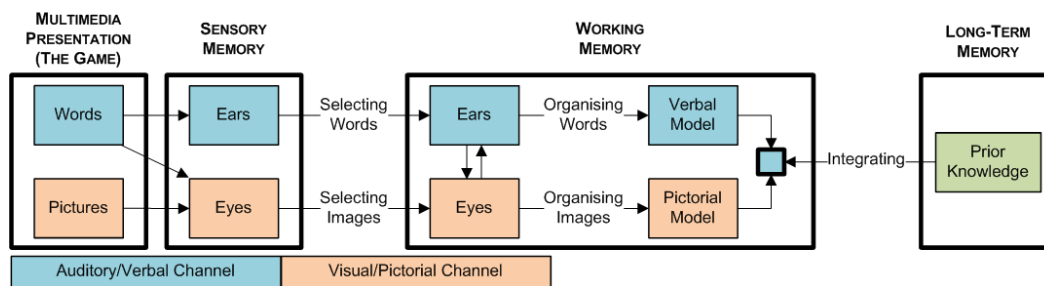 MULTIMEDIA
PRESENTATION
(THE GAME)
SENSORY
MEMORY
WORKING
MEMORY
LONG-TERM
MEMORY
Words
Ears
Selecting
Words
Ears
Organising
Words
Verbal
Model
Integrating
Prior
Knowledge
Pictures
Eyes
Selecting
Images
Eyes
Organising
Images
Pictorial
Model
Auditory/Verbal Channel
Visual/Pictorial Channel